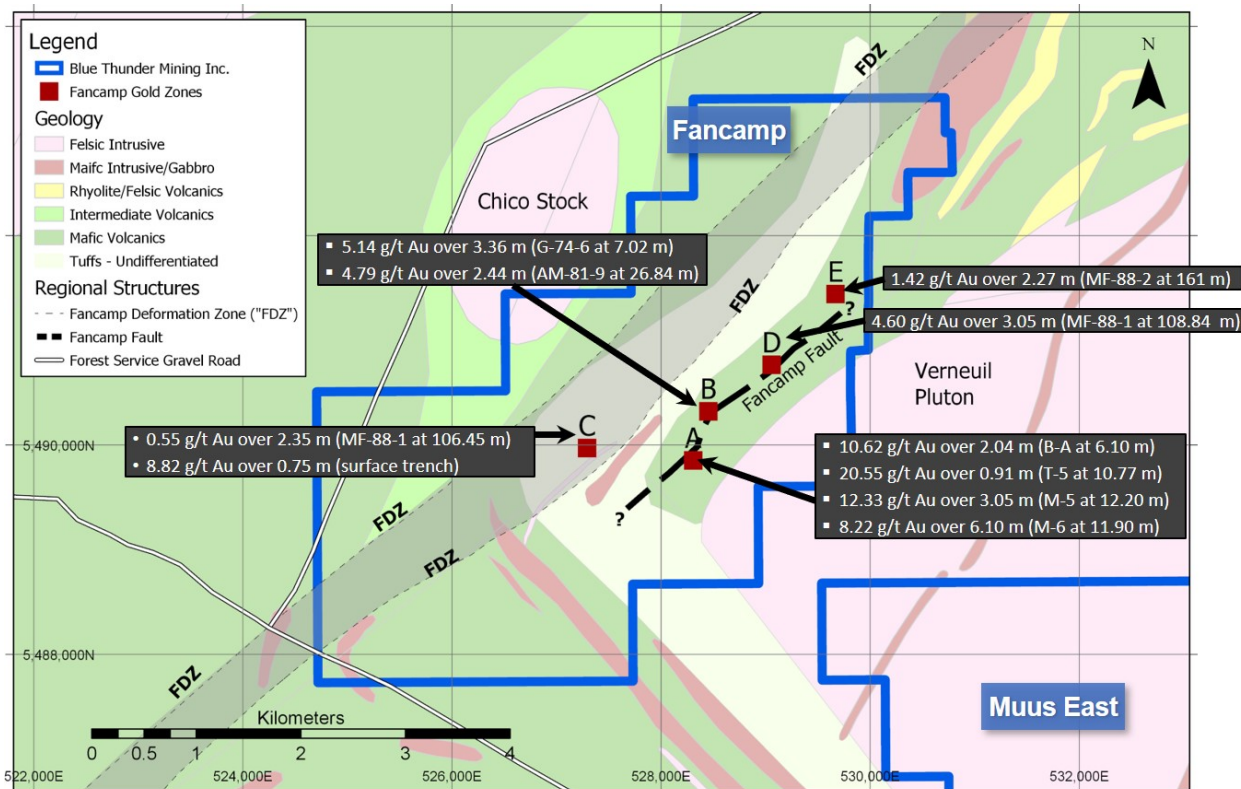 Legend
Blue Thunder Mining Inc.
Fancamp Gold Zones
Geology
Felsic Intrusive
Maifc Intrusive/Gabbro
Rhyolite/Felsic Volcanics
Intermediate Volcanics
Mafic Volcanics
Tuffs - Undifferentiated
Regional Structures
Fancamp Deformation Zone ("FDZ")
Fancamp Fault
Forest Service Gravel Road
FDZ
N
Fancamp
Chico Stock
▪ 5.14 g/t Au over 3.36 m (G-74-6 at 7.02 m)
▪ 4.79 g/t Au over 2.44 m (AM-81-9 at 26.84 m)
FDZ
E
1.42 g/t Au over 2.27 m (MF-88-2 at 161 m)
?
4.60 g/t Au over 3.05 m (MF-88-1 at 108.84 m)
D
Fancamp Fault
Verneuil
Pluton
B
C
A
• 0.55 g/t Au over 2.35 m (MF-88-1 at 106.45 m)
• 8.82 g/t Au over 0.75 m (surface trench)
5,490,000N
▪ 10.62 g/t Au over 2.04 m (B-A at 6.10 m)
▪ 20.55 g/t Au over 0.91 m (T-5 at 10.77 m)
▪ 12.33 g/t Au over 3.05 m (M-5 at 12.20 m)
▪ 8.22 g/t Au over 6.10 m (M-6 at 11.90 m)
?
FDZ
FDZ
5,488,000N
FDZ
Muus East
Kilometers
0 0.5 1 2 3 4
522,000E 524,000E 526,000E 528,000E 530,000E 532,000E